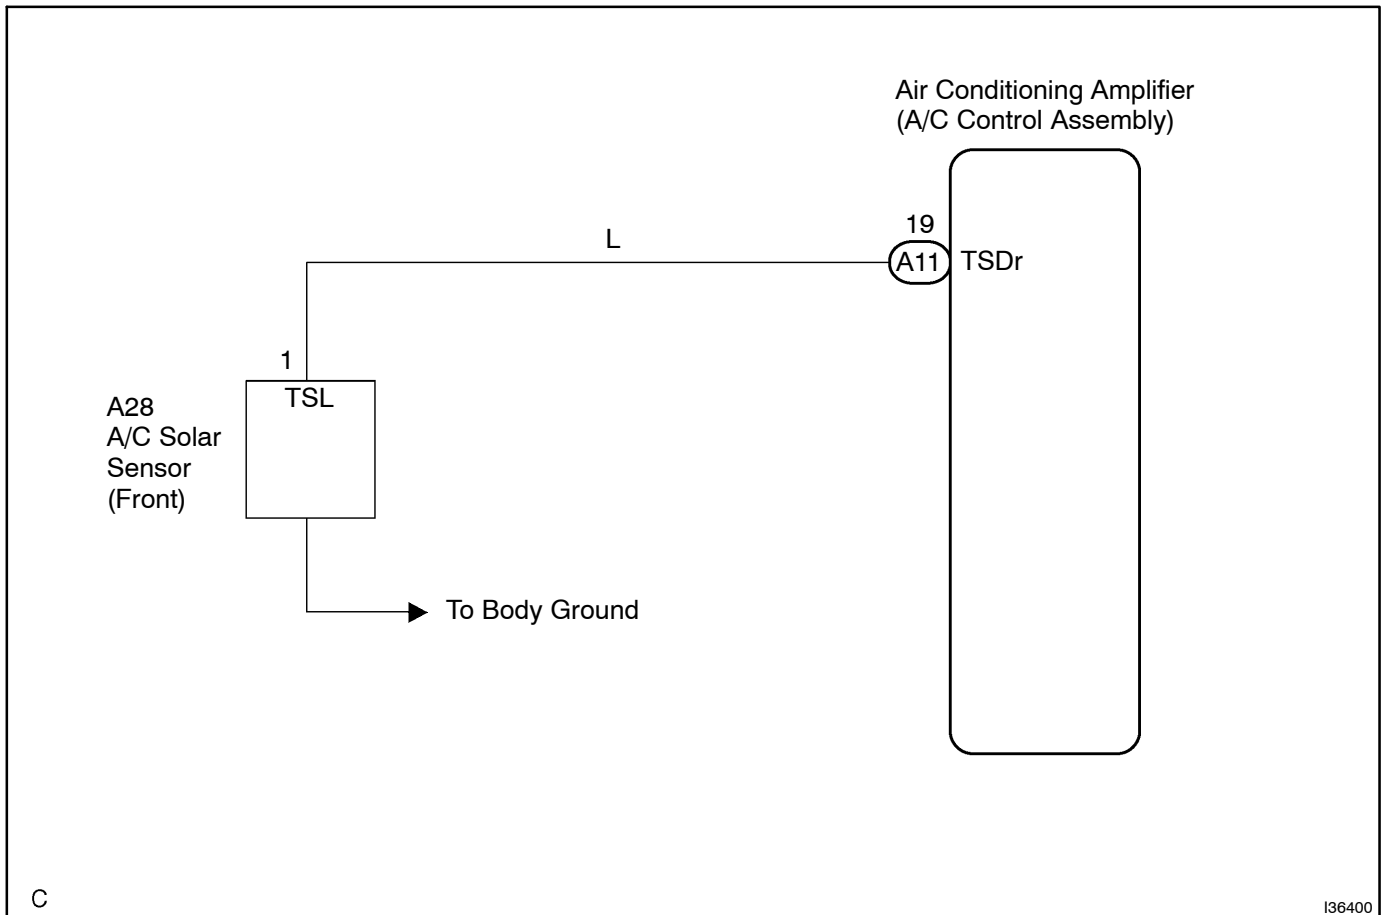 Air Conditioning Amplifier
(A/C Control Assembly)
19
L
A11
TSDr
1
TSL
A28
A/C Solar
Sensor
(Front)
To Body Ground
C
I36400